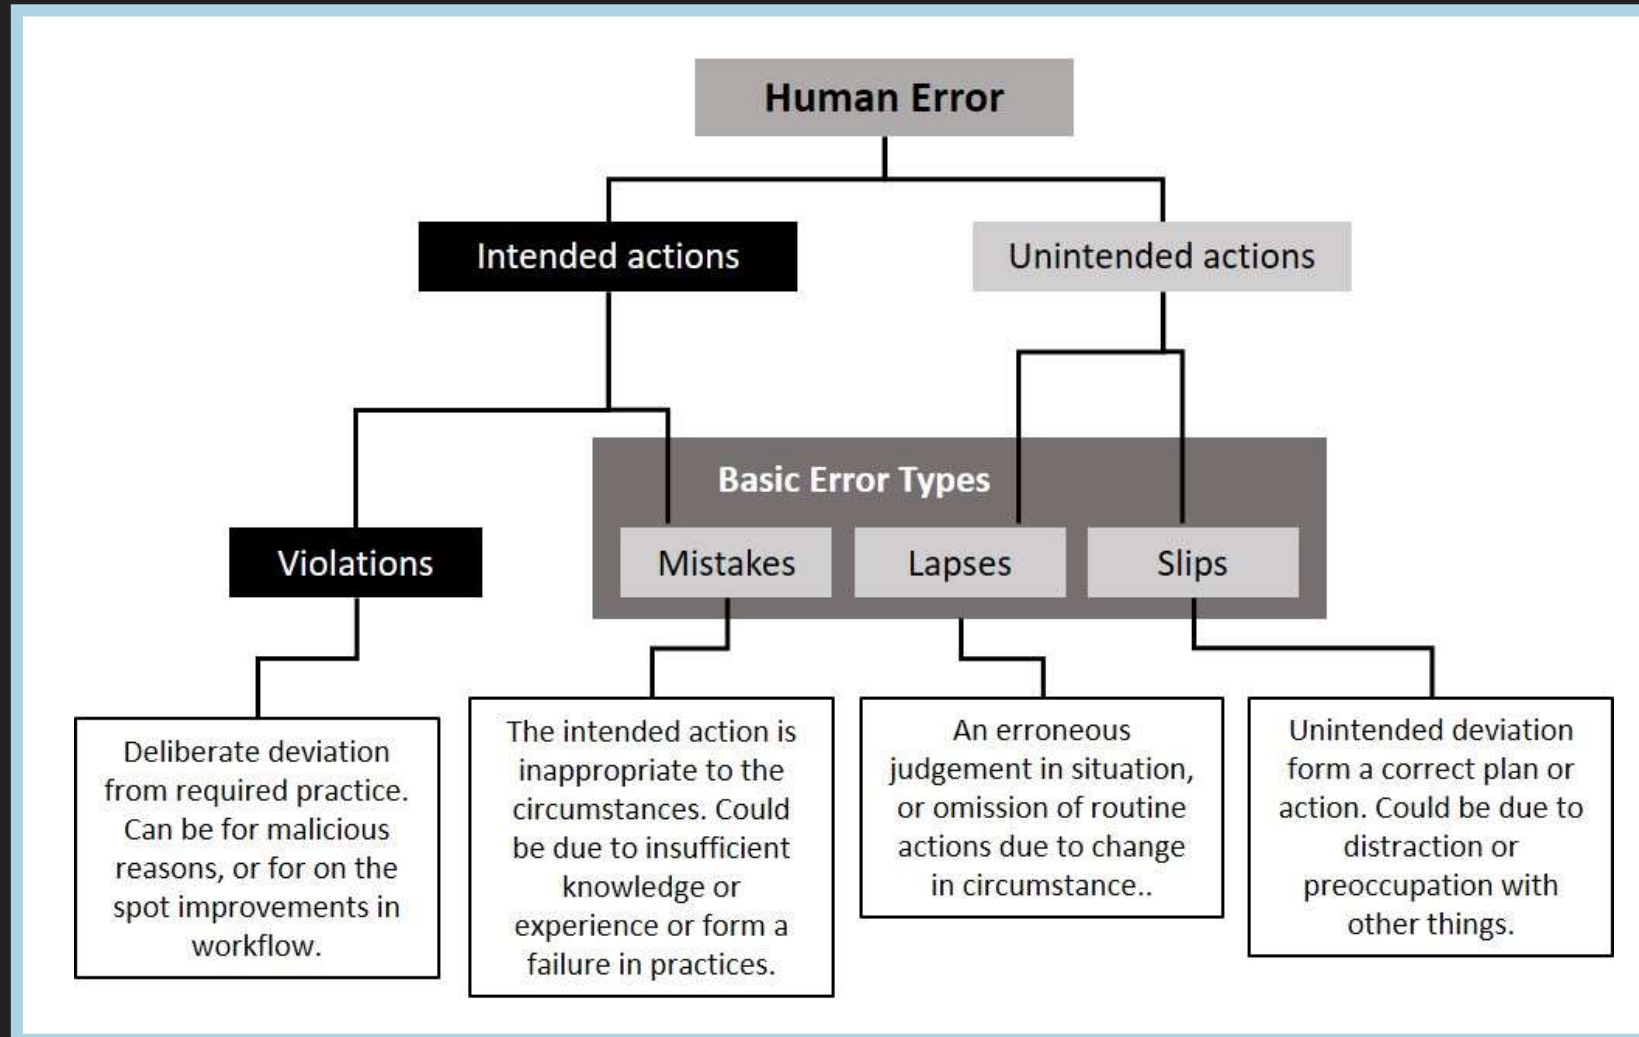 Human Error
Intended actions
Unintended actions
Basic Error Types
Violations
Mistakes
Lapses
Slips
Deliberate deviation
from required practice.
Can be for malicious
reasons, or for on the
spot improvements in
workflow.
The intended action is
inappropriate to the
circumstances. Could
be due to insufficient
knowledge or
experience or form a
failure in practices.
An erroneous
judgement in situation,
or omission of routine
actions due to change
in circumstance..
Unintended deviation
form a correct plan or
action. Could be due to
distraction or
preoccupation with
other things.